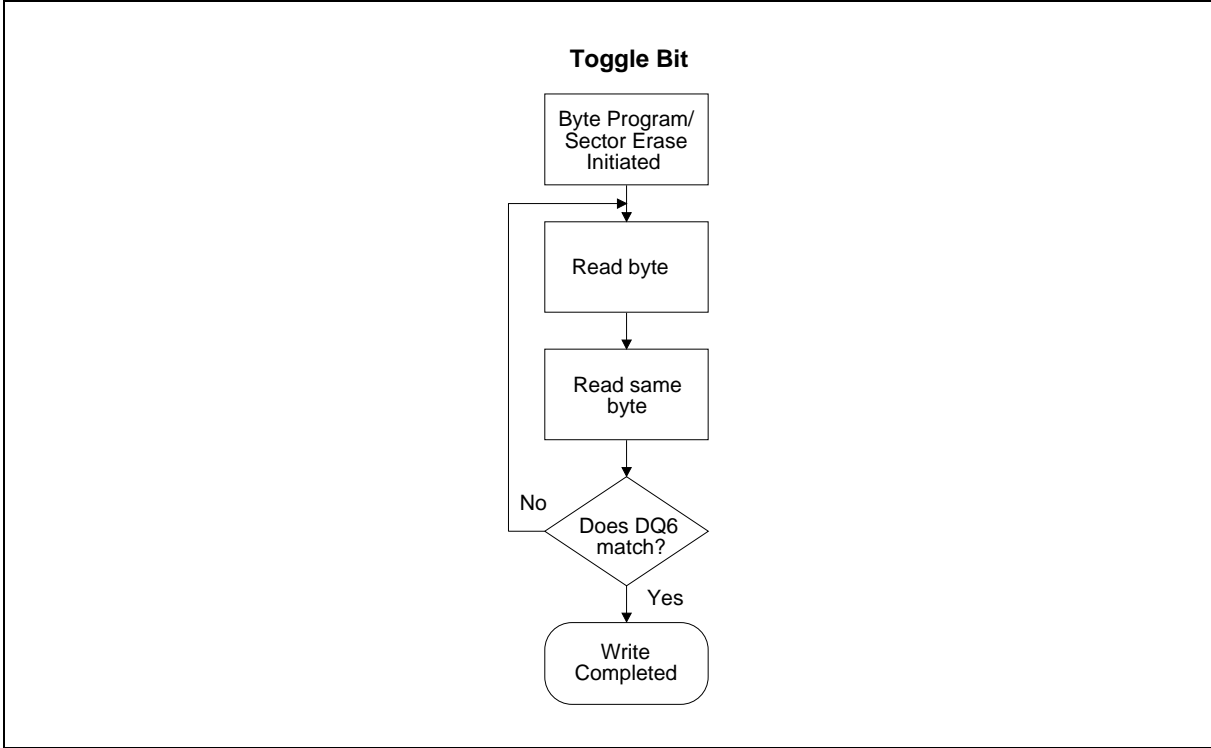 Toggle Bit
Byte Program/
Sector Erase
Initiated
Read byte
Read same
byte
No
Does DQ6
match?
Yes
Write
Completed